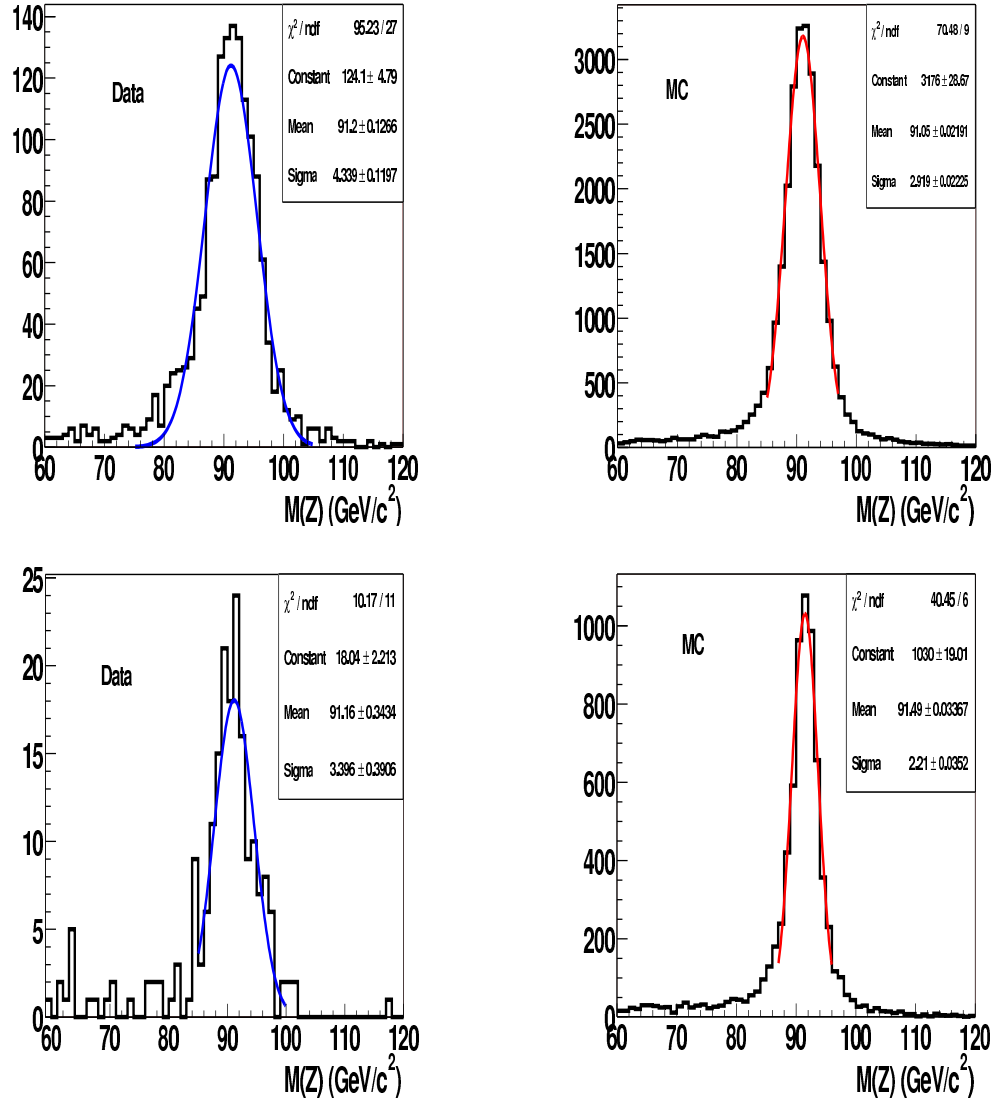 140
120
100
80
60
40
20
0
Data
χ² / ndf 95.23 / 27
Constant 124.1 ± 4.79
Mean 91.2 ± 0.1266
Sigma 4.339 ± 0.1197
60 70 80 90 100 110 120
M(Z) (GeV/c²)
3000
2500
2000
1500
1000
500
0
MC
χ² / ndf 70.48 / 9
Constant 3176 ± 28.67
Mean 91.05 ± 0.02191
Sigma 2.919 ± 0.02225
60 70 80 90 100 110 120
M(Z) (GeV/c²)
25
20
15
10
5
0
Data
χ² / ndf 10.17 / 11
Constant 18.04 ± 2.213
Mean 91.16 ± 0.3434
Sigma 3.396 ± 0.3906
60 70 80 90 100 110 120
M(Z) (GeV/c²)
1000
800
600
400
200
0
MC
χ² / ndf 40.45 / 6
Constant 1030 ± 19.01
Mean 91.49 ± 0.03367
Sigma 2.21 ± 0.0352
60 70 80 90 100 110 120
M(Z) (GeV/c²)